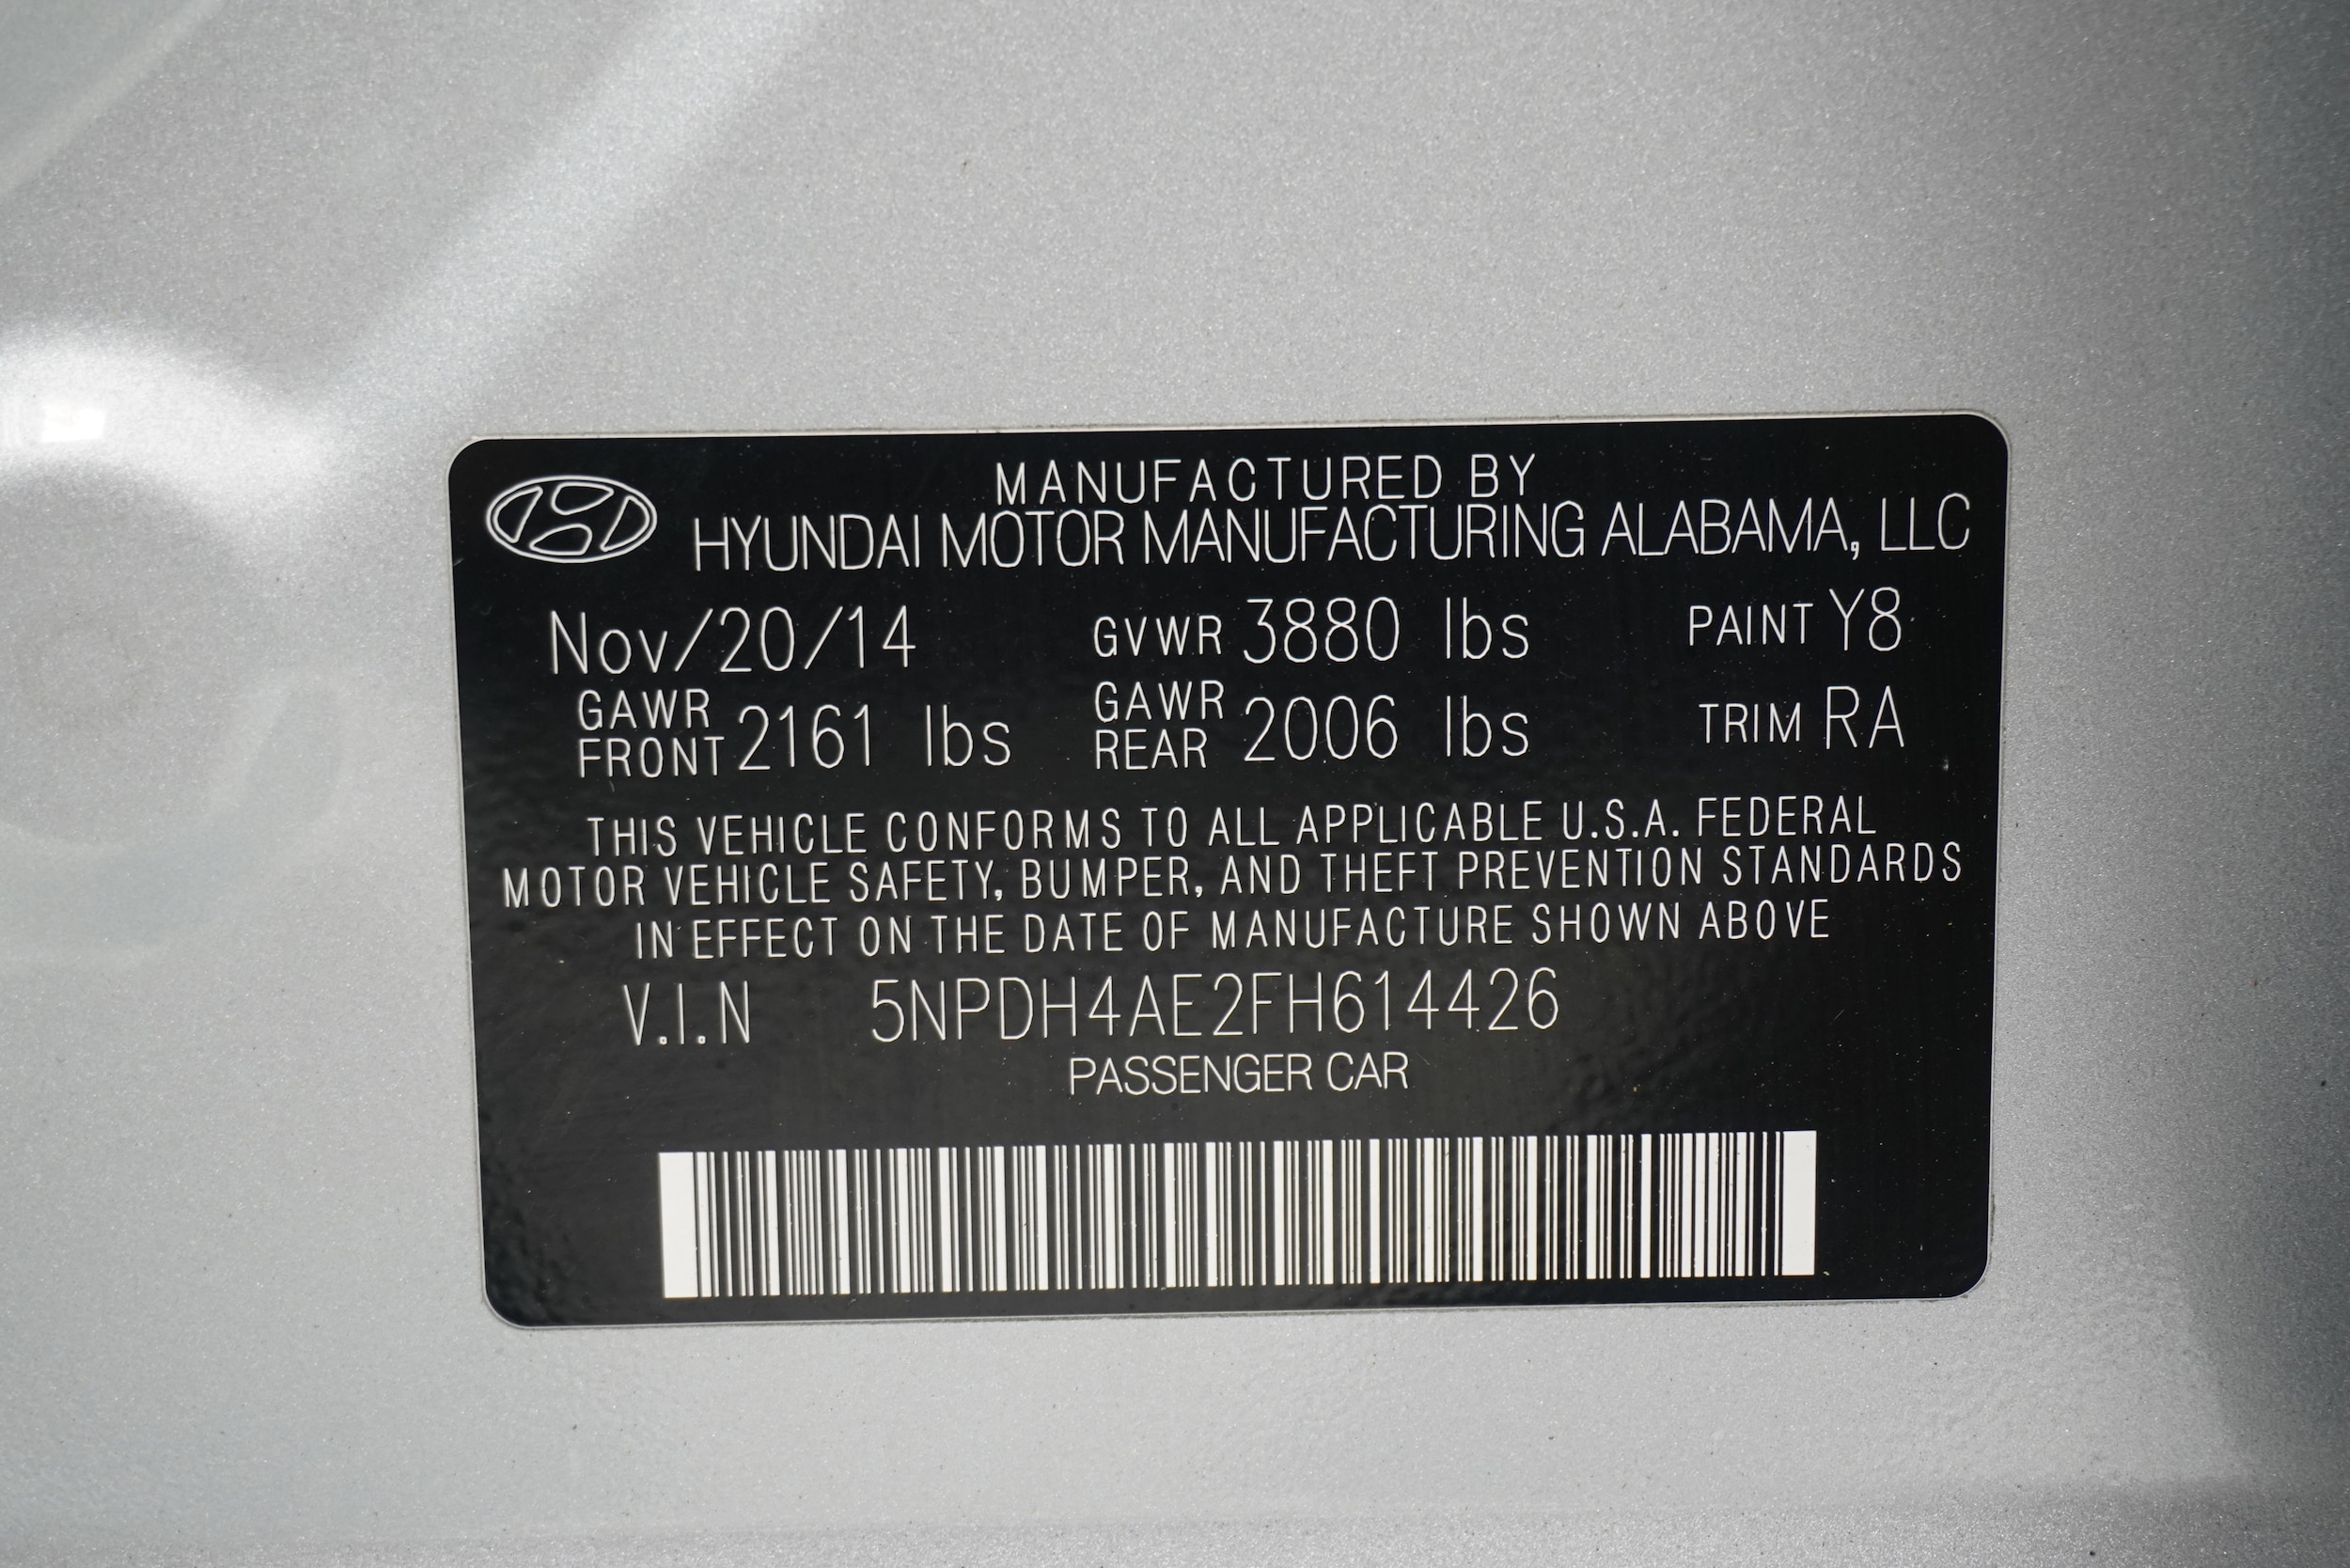 MANUFACTURED BY
HYUNDAI MOTOR MANUFACTURING ALABAMA, LLC
Nov/20/14 GVWR 3880 lbs PAINT Y8
GAWR FRONT 2161 lbs GAWR REAR 2006 lbs TRIM RA
THIS VEHICLE CONFORMS TO ALL APPLICABLE U.S.A. FEDERAL
MOTOR VEHICLE SAFETY, BUMPER, AND THEFT PREVENTION STANDARDS
IN EFFECT ON THE DATE OF MANUFACTURE SHOWN ABOVE
V.I.N 5NPDH4AE2FH614426
PASSENGER CAR